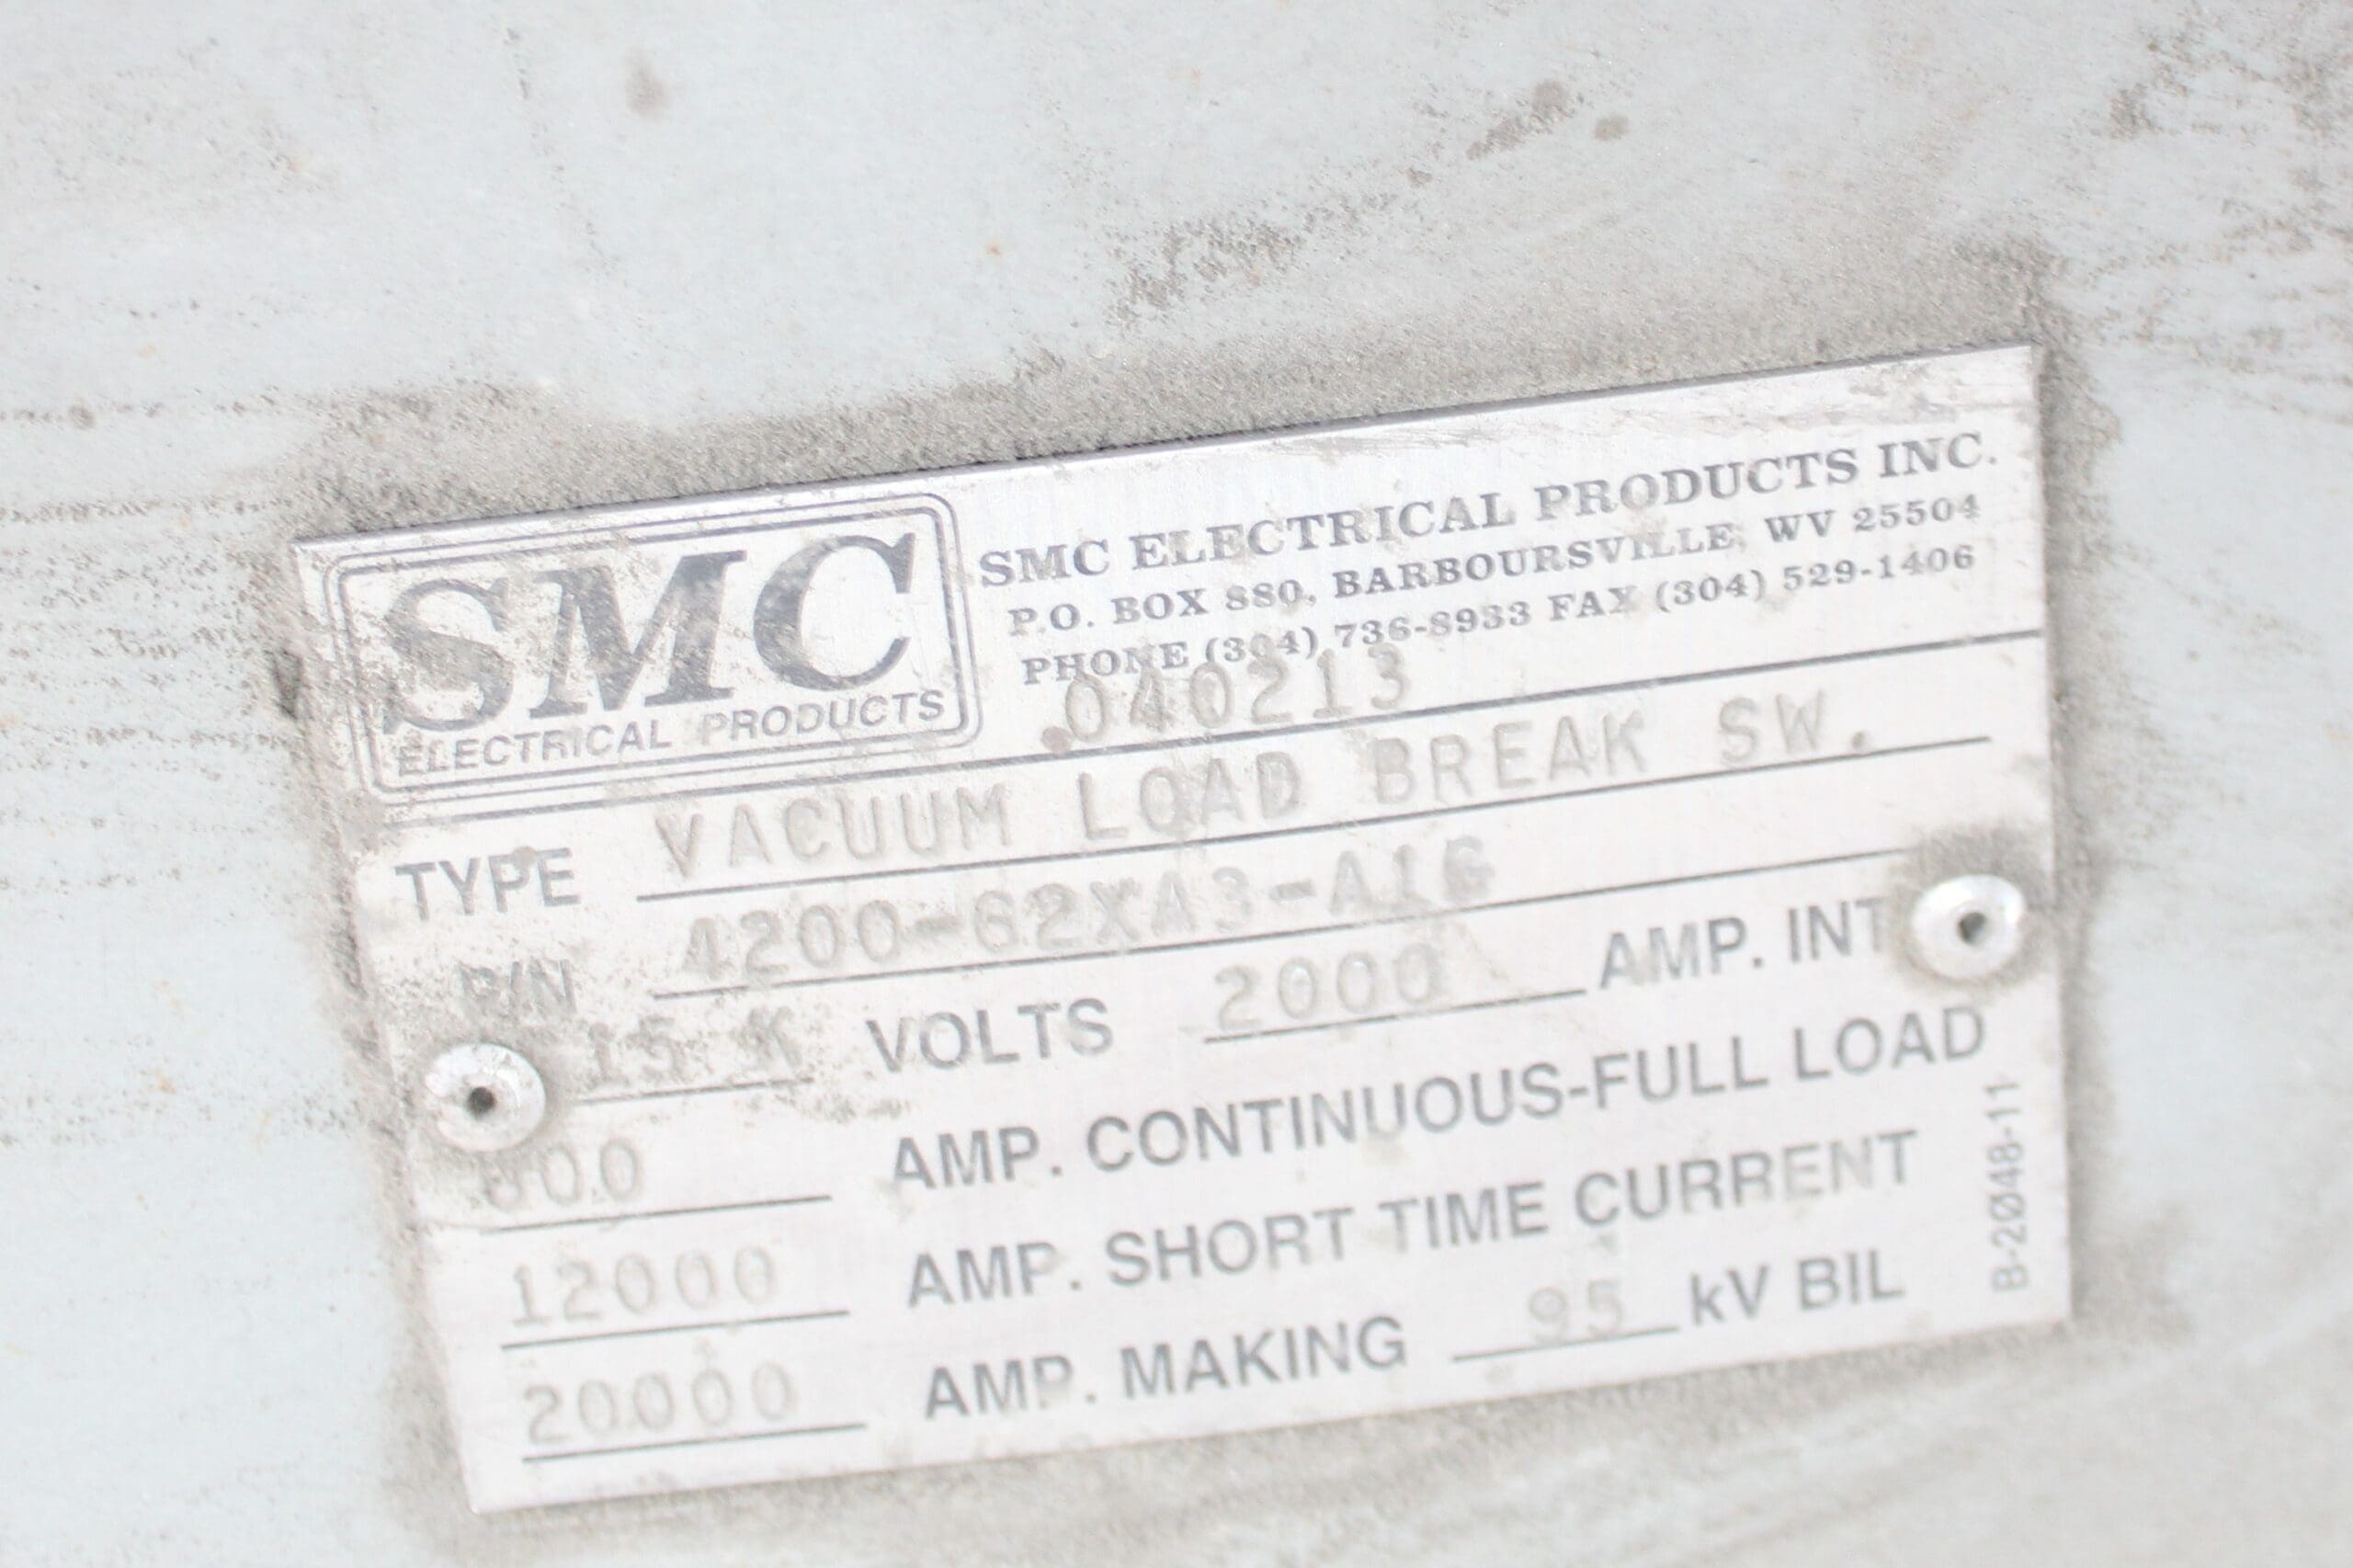 SMC
ELECTRICAL PRODUCTS
SMC ELECTRICAL PRODUCTS INC.
P.O. BOX 880, BARBOURSVILLE, WV 25504
PHONE (304) 736-8933 FAX (304) 529-1406
040213
TYPE VACUUM LOAD BREAK SW.
P/N 4200-62XA3-A1G
15 K VOLTS 2000 AMP. INT
600 AMP. CONTINUOUS-FULL LOAD
12000 AMP. SHORT TIME CURRENT
20000 AMP. MAKING 95 kV BIL
B-2048-11